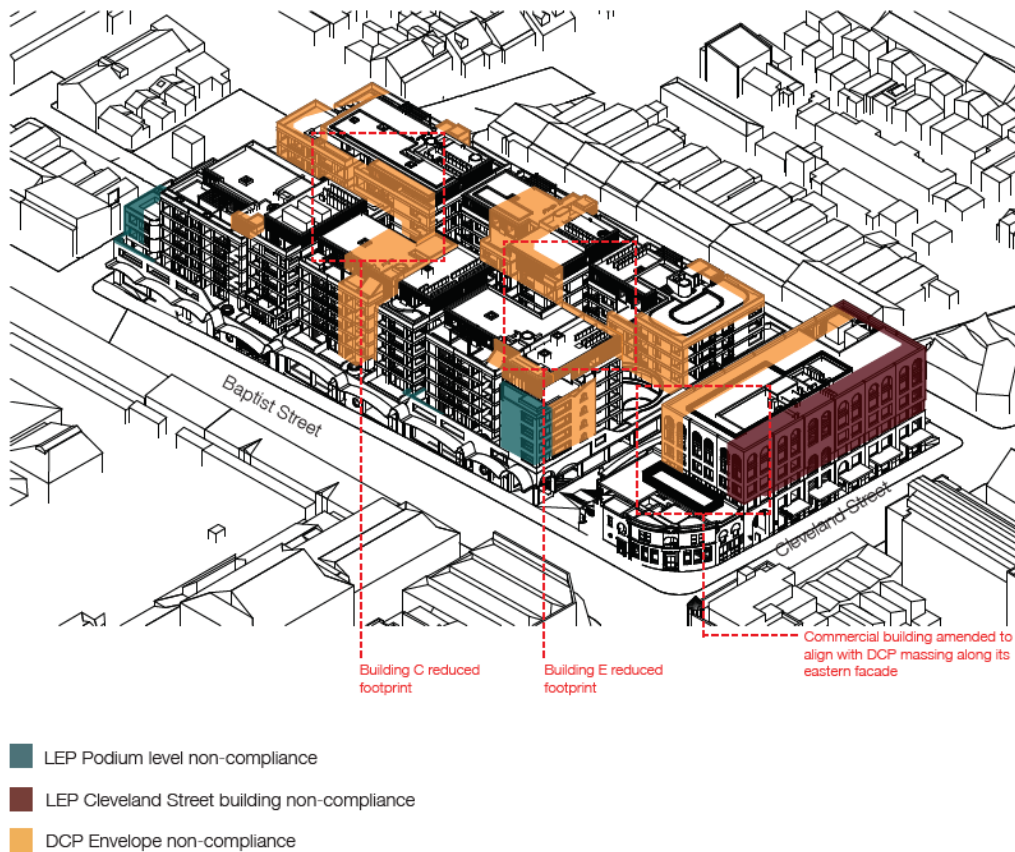 Baptist Street
Cleveland Street
Building C reduced
footprint
Building E reduced
footprint
Commercial building amended to
align with DCP massing along its
eastern facade
LEP Podium level non-compliance
LEP Cleveland Street building non-compliance
DCP Envelope non-compliance